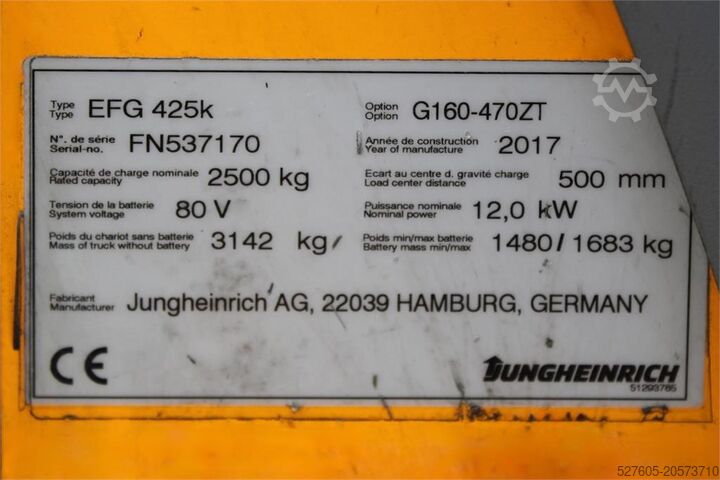 Type EFG 425k Option G160-470ZT
Type Option
N°. de série FN537170 Année de construction 2017
Serial-no. Year of manufacture
Capacité de charge nominale 2500 kg Ecart au centre d. gravité charge 500 mm
Rated capacity Load center distance
Tension de la batterie 80 V Puissance nominale 12,0 kW
System voltage Nominal power
Poids du chariot sans batterie 3142 kg Poids min/max batterie 1480/1683 kg
Mass of truck without battery Battery mass min/max
Fabricant Jungheinrich AG, 22039 HAMBURG, GERMANY
Manufacturer
CE JUNGHEINRICH
51293765
527605-20573710